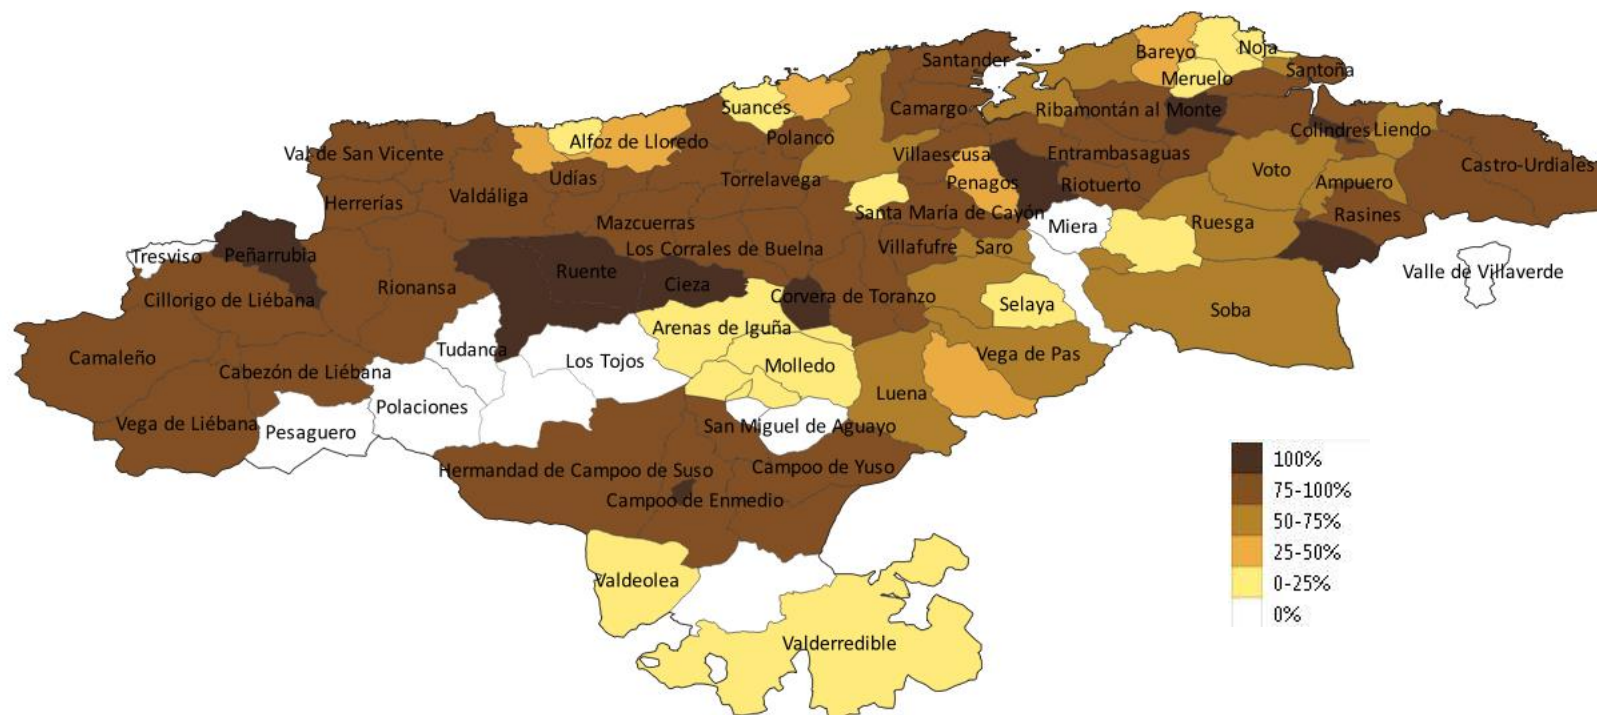 Santander
Bareyo
Noja
Meruelo
Santoña
Suances
Camargo
Ribamontán al Monte
Alfoz de Lloredo
Polanco
Colindres
Liendo
Val de San Vicente
Villaescusa
Entrambasaguas
Castro-Urdiales
Udías
Torrelavega
Penagos
Riotuerto
Voto
Ampuero
Herrerías
Valdáliga
Mazcuerras
Santa María de Cayón
Miera
Ruesga
Rasines
Tresviso
Peñarrubia
Los Corrales de Buelna
Villafufre
Saro
Valle de Villaverde
Cillorigo de Liébana
Rionansa
Ruente
Cieza
Corvera de Toranzo
Selaya
Soba
Camaleño
Tudanca
Los Tojos
Arenas de Iguña
Vega de Pas
Cabezón de Liébana
Molledo
Luena
Vega de Liébana
Polaciones
Pesaguero
San Miguel de Aguayo
Hermandad de Campoo de Suso
Campoo de Yuso
Campoo de Enmedio
Valdeolea
Valderredible
100%
75-100%
50-75%
25-50%
0-25%
0%